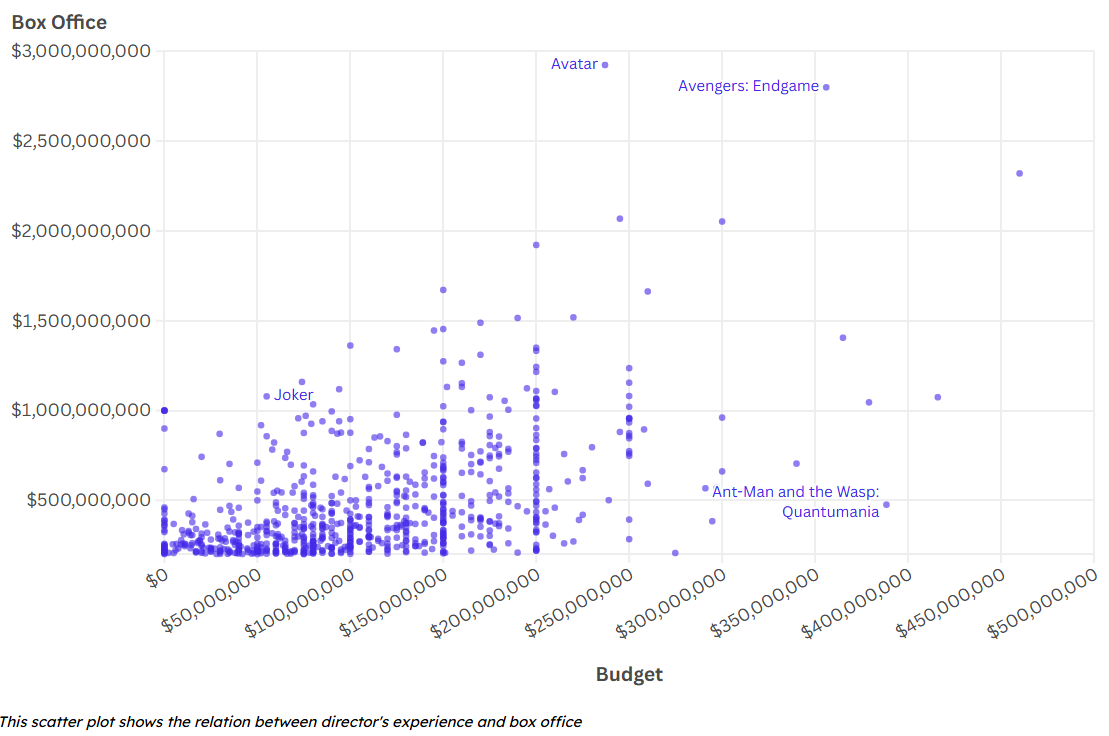 Box Office
$3,000,000,000
Avatar
Avengers: Endgame
$2,500,000,000
$2,000,000,000
$1,500,000,000
Joker
$1,000,000,000
$500,000,000
Ant-Man and the Wasp:
Quantumania
$0
$50,000,000
$100,000,000
$150,000,000
$200,000,000
$250,000,000
$300,000,000
$350,000,000
$400,000,000
$450,000,000
$500,000,000
Budget
This scatter plot shows the relation between director's experience and box office